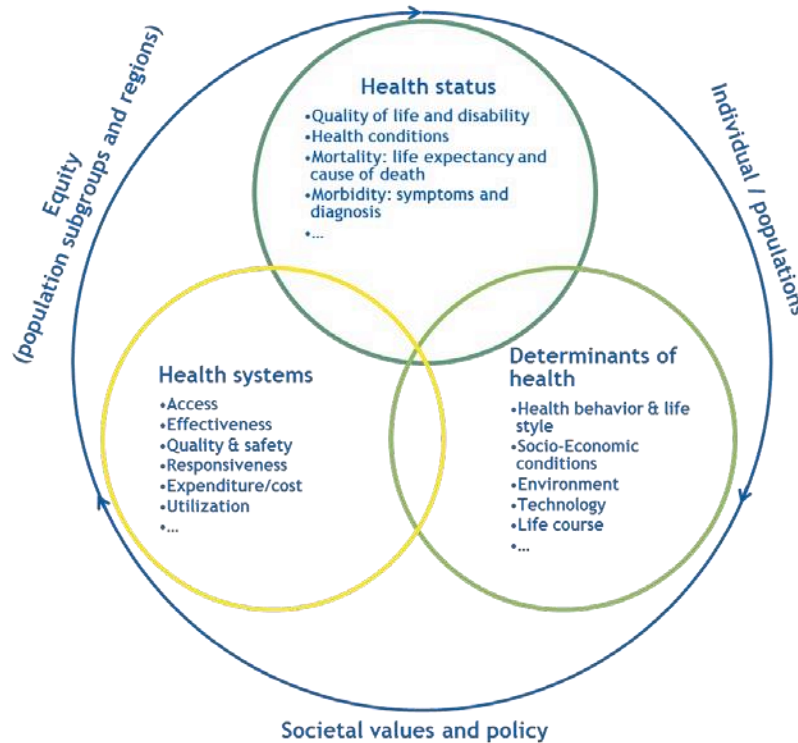 Health status
•Quality of life and disability
•Health conditions
•Mortality: life expectancy and
cause of death
•Morbidity: symptoms and
diagnosis
•...
Equity
(population subgroups and regions)
Individual / populations
Health systems
•Access
•Effectiveness
•Quality & safety
•Responsiveness
•Expenditure/cost
•Utilization
•...
Determinants of
health
•Health behavior & life
style
•Socio-Economic
conditions
•Environment
•Technology
•Life course
•...
Societal values and policy